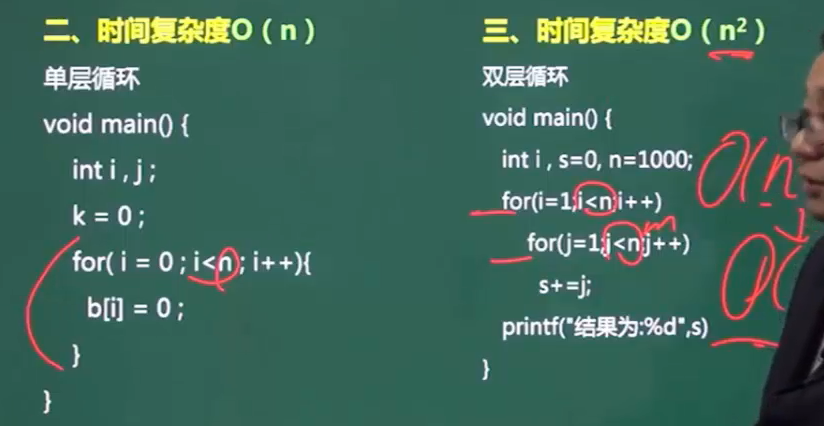 二、时间复杂度O（n）
单层循环
void main() {
int i , j ;
k = 0 ;
for( i = 0 ; i<n ; i++){
b[i] = 0 ;
}
}
三、时间复杂度O（n²）
双层循环
void main() {
int i , s=0, n=1000;
for(i=1;i<n;i++)
for(j=1;j<n;j++)
s+=j;
printf("结果为:%d",s)
}
O(n
m
O(